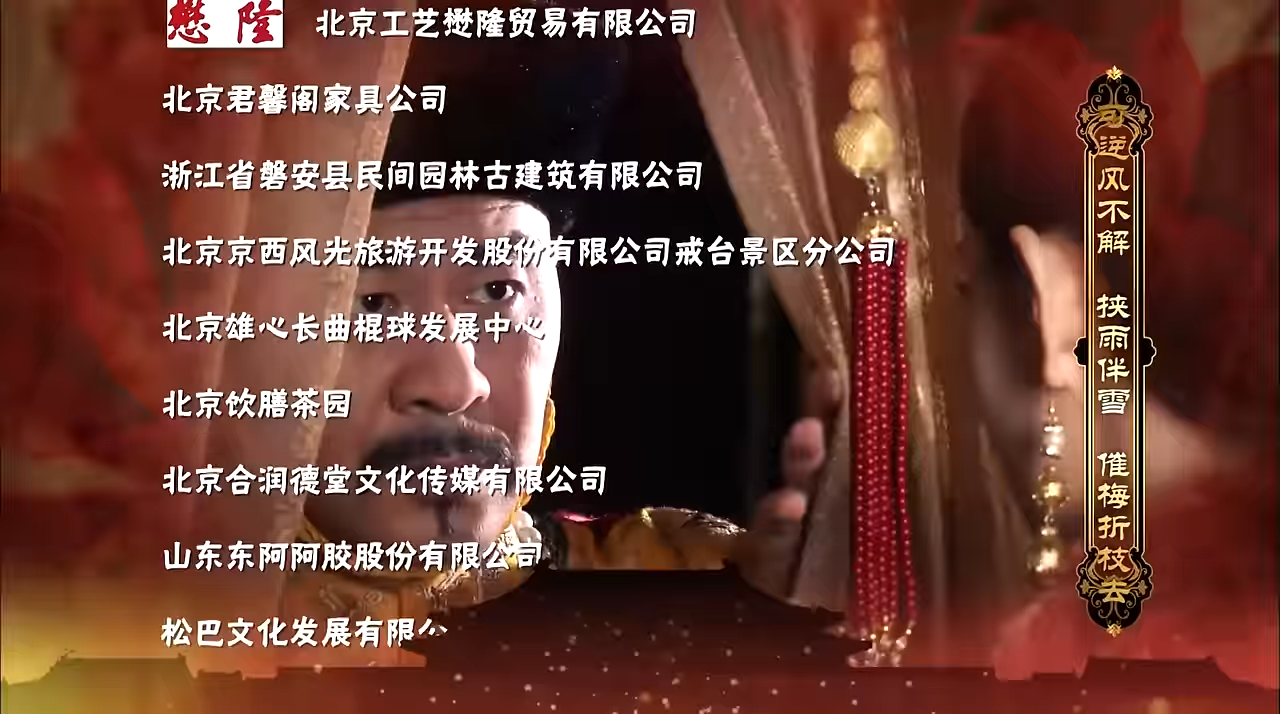 懋隆 北京工艺懋隆贸易有限公司
北京君馨阁家具公司
浙江省磐安县民间园林古建筑有限公司
北京京西风光旅游开发股份有限公司戒台景区分公司
北京雄心长曲棍球发展中心
北京饮膳茶园
北京合润德堂文化传媒有限公司
山东东阿阿胶股份有限公司
松巴文化发展有限公
可逆风不解 挟雨伴雪 催梅折枝去